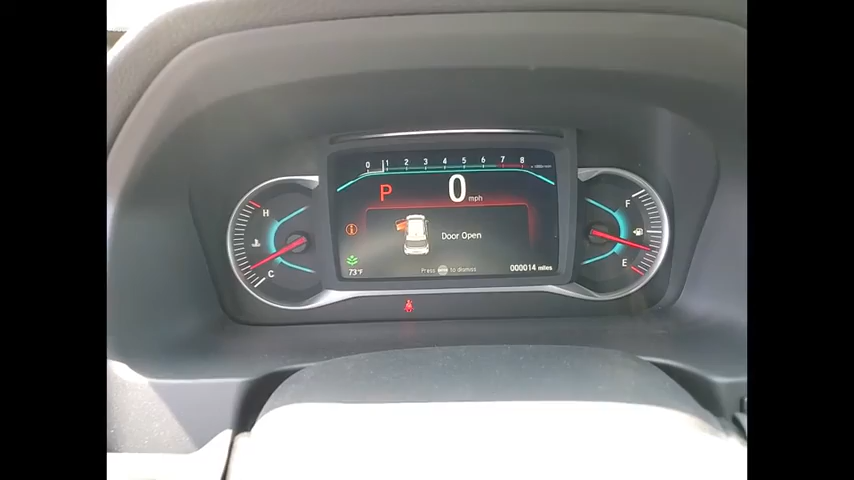 0 1 2 3 4 5 6 7 8
P 0 mph
H
F
Door Open
C
E
73°F
Press to dismiss
000014 miles